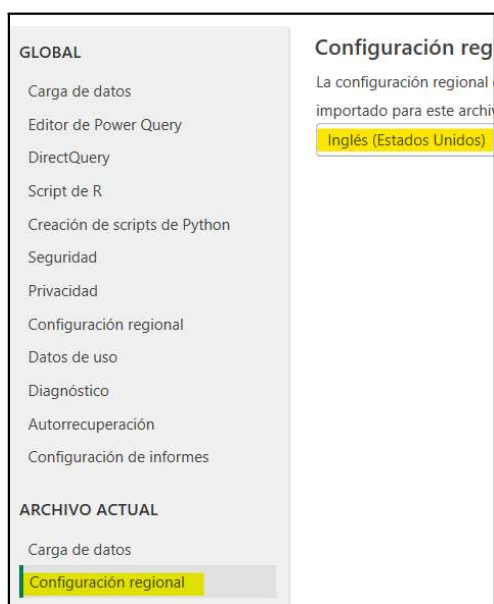 GLOBAL
Carga de datos
Editor de Power Query
DirectQuery
Script de R
Creación de scripts de Python
Seguridad
Privacidad
Configuración regional
Datos de uso
Diagnóstico
Autorrecuperación
Configuración de informes
ARCHIVO ACTUAL
Carga de datos
Configuración regional
Configuración reg
La configuración regional
importado para este archiv
Inglés (Estados Unidos)